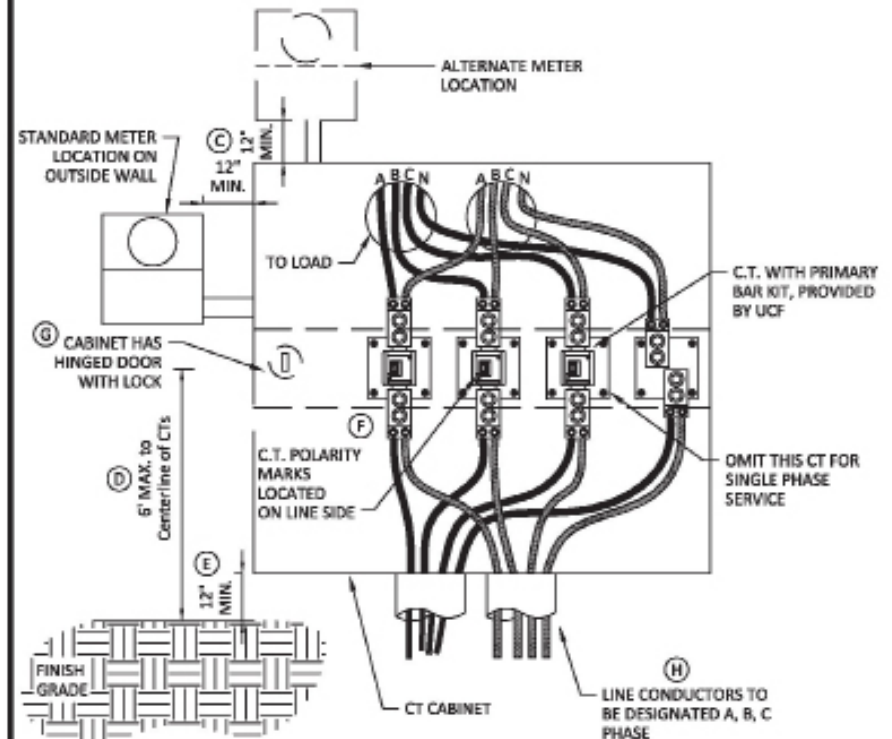 ALTERNATE METER
LOCATION
STANDARD METER
LOCATION ON
OUTSIDE WALL
C
12"
MIN.
12"
MIN.
A B C N
A B C N
TO LOAD
C.T. WITH PRIMARY
BAR KIT, PROVIDED
BY UCF
G
CABINET HAS
HINGED DOOR
WITH LOCK
F
C.T. POLARITY
MARKS
LOCATED
ON LINE SIDE
OMIT THIS CT FOR
SINGLE PHASE
SERVICE
D
6' MAX. to
Centerline of CTs
E
12"
MIN.
FINISH
GRADE
CT CABINET
H
LINE CONDUCTORS TO
BE DESIGNATED A, B, C
PHASE